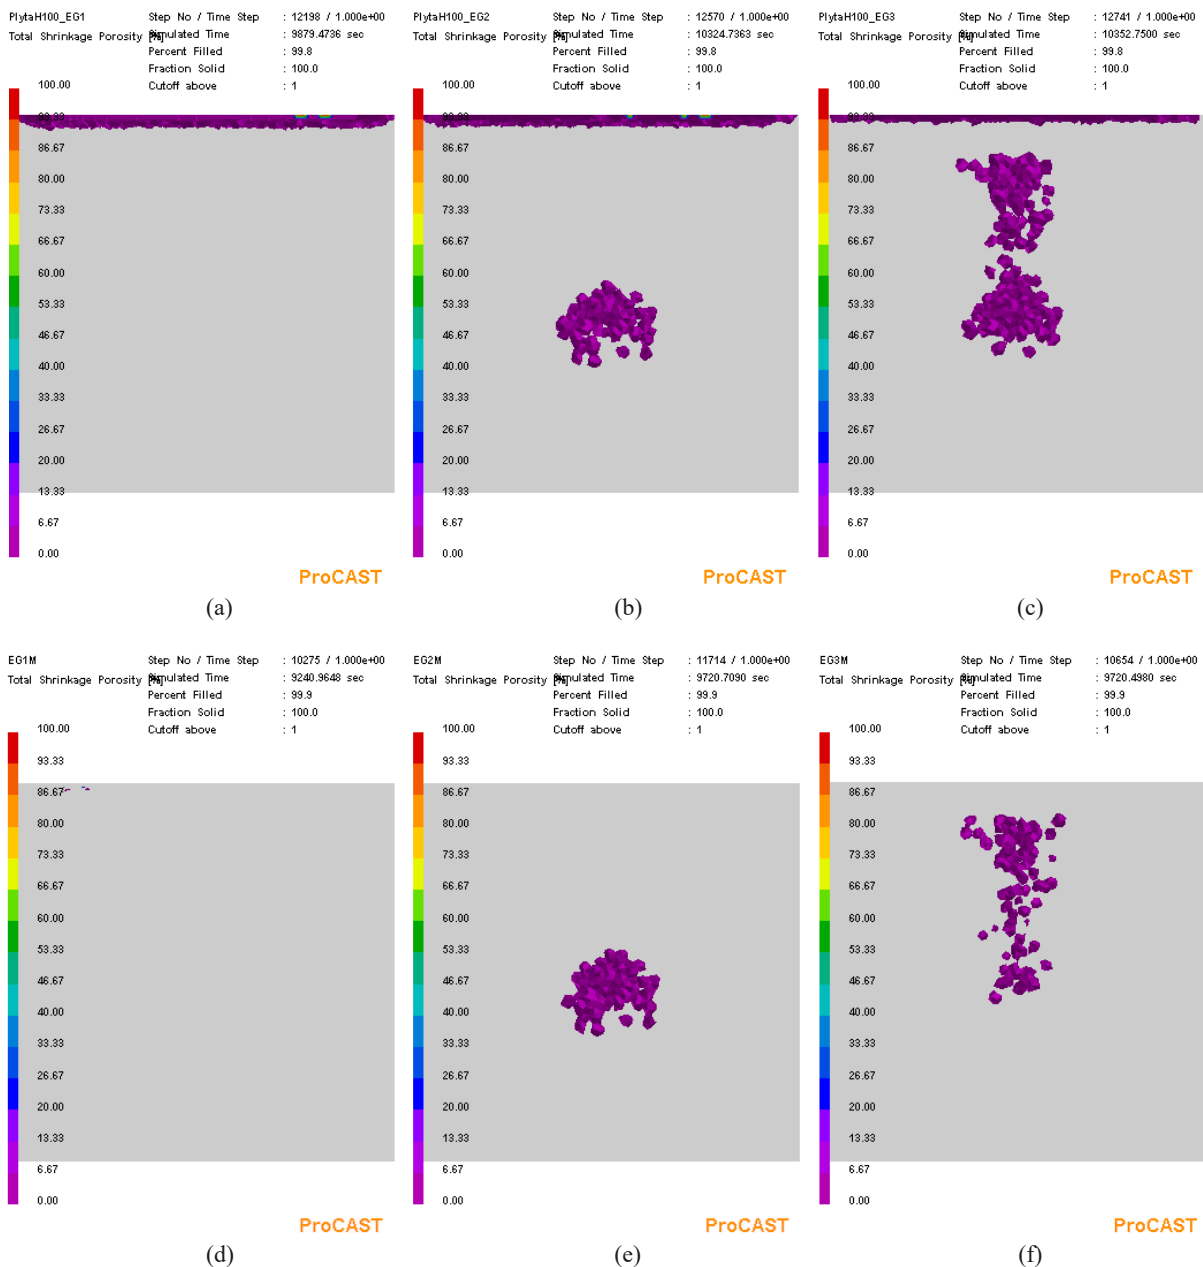 PlytaH100_EG1
Step No / Time Step : 12198 / 1.000e+00
Total Shrinkage Porosity [%]
Simulated Time : 9879.4736 sec
Percent Filled : 99.8
Fraction Solid : 100.0
Cutoff above : 1
100.00
93.33
86.67
80.00
73.33
66.67
60.00
53.33
46.67
40.00
33.33
26.67
20.00
13.33
6.67
0.00
ProCAST
(a)
PlytaH100_EG2
Step No / Time Step : 12570 / 1.000e+00
Total Shrinkage Porosity [%]
Simulated Time : 10324.7363 sec
Percent Filled : 99.8
Fraction Solid : 100.0
Cutoff above : 1
100.00
93.33
86.67
80.00
73.33
66.67
60.00
53.33
46.67
40.00
33.33
26.67
20.00
13.33
6.67
0.00
ProCAST
(b)
PlytaH100_EG3
Step No / Time Step : 12741 / 1.000e+00
Total Shrinkage Porosity [%]
Simulated Time : 10352.7500 sec
Percent Filled : 99.8
Fraction Solid : 100.0
Cutoff above : 1
100.00
93.33
86.67
80.00
73.33
66.67
60.00
53.33
46.67
40.00
33.33
26.67
20.00
13.33
6.67
0.00
ProCAST
(c)
EG1M
Step No / Time Step : 10275 / 1.000e+00
Total Shrinkage Porosity [%]
Simulated Time : 9240.9648 sec
Percent Filled : 99.9
Fraction Solid : 100.0
Cutoff above : 1
100.00
93.33
86.67
80.00
73.33
66.67
60.00
53.33
46.67
40.00
33.33
26.67
20.00
13.33
6.67
0.00
ProCAST
(d)
EG2M
Step No / Time Step : 11714 / 1.000e+00
Total Shrinkage Porosity [%]
Simulated Time : 9720.7090 sec
Percent Filled : 99.9
Fraction Solid : 100.0
Cutoff above : 1
100.00
93.33
86.67
80.00
73.33
66.67
60.00
53.33
46.67
40.00
33.33
26.67
20.00
13.33
6.67
0.00
ProCAST
(e)
EG3M
Step No / Time Step : 10654 / 1.000e+00
Total Shrinkage Porosity [%]
Simulated Time : 9720.4980 sec
Percent Filled : 99.9
Fraction Solid : 100.0
Cutoff above : 1
100.00
93.33
86.67
80.00
73.33
66.67
60.00
53.33
46.67
40.00
33.33
26.67
20.00
13.33
6.67
0.00
ProCAST
(f)